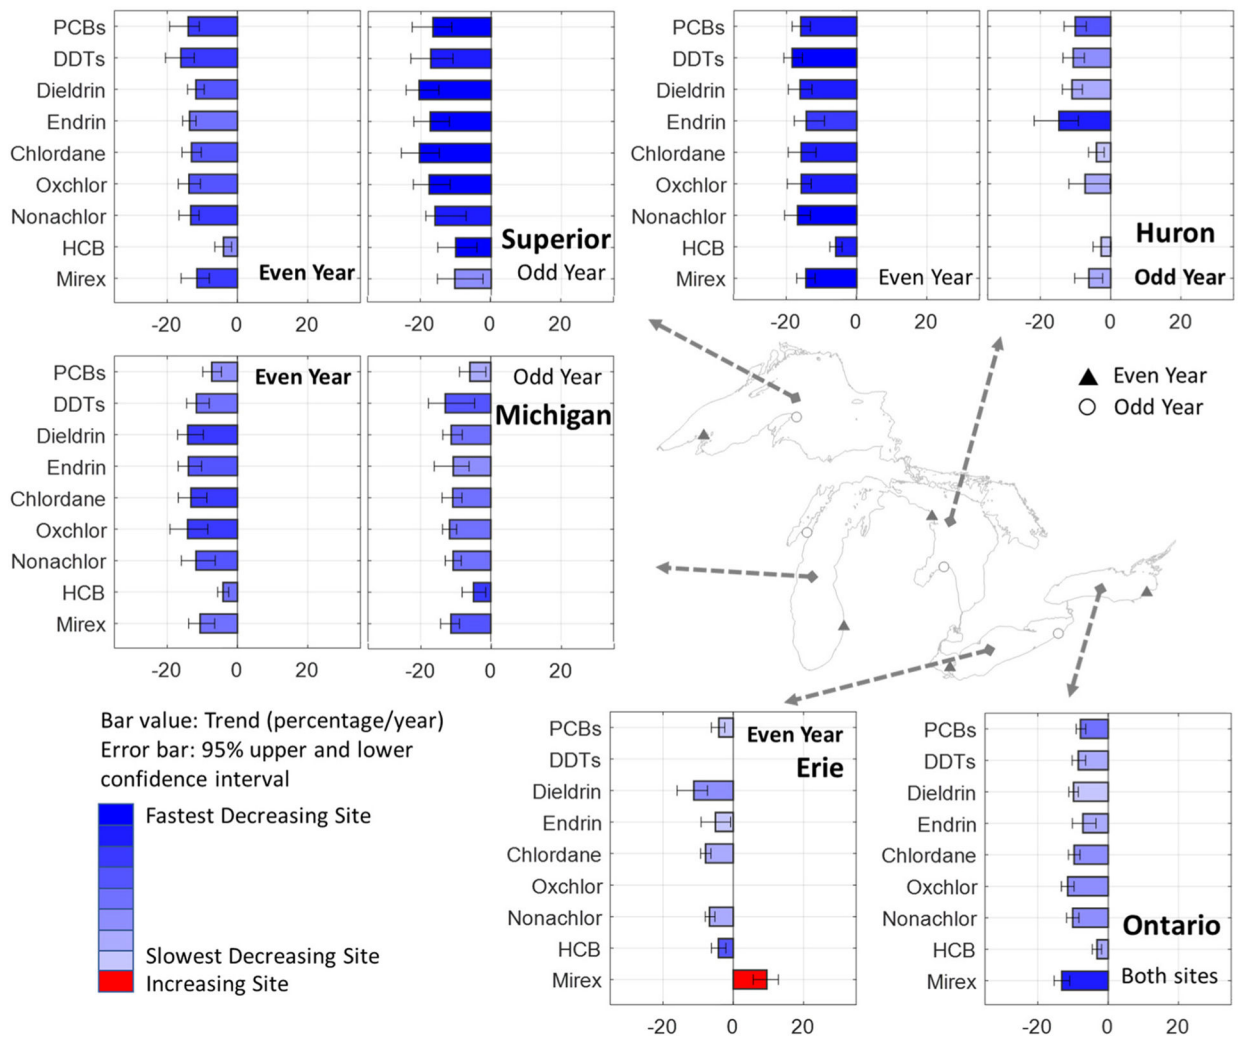 PCBs
DDTs
Dieldrin
Endrin
Chlordane
Oxchlor
Nonachlor
HCB
Mirex
Even Year
-20 0 20
Superior
Odd Year
-20 0 20
PCBs
DDTs
Dieldrin
Endrin
Chlordane
Oxchlor
Nonachlor
HCB
Mirex
Even Year
-20 0 20
Huron
Odd Year
-20 0 20
PCBs
DDTs
Dieldrin
Endrin
Chlordane
Oxchlor
Nonachlor
HCB
Mirex
Even Year
-20 0 20
Odd Year
Michigan
-20 0 20
Even Year
Odd Year
Bar value: Trend (percentage/year)
Error bar: 95% upper and lower
confidence interval
Fastest Decreasing Site
Slowest Decreasing Site
Increasing Site
PCBs
DDTs
Dieldrin
Endrin
Chlordane
Oxchlor
Nonachlor
HCB
Mirex
Even Year
Erie
-20 0 20
PCBs
DDTs
Dieldrin
Endrin
Chlordane
Oxchlor
Nonachlor
HCB
Mirex
Ontario
Both sites
-20 0 20